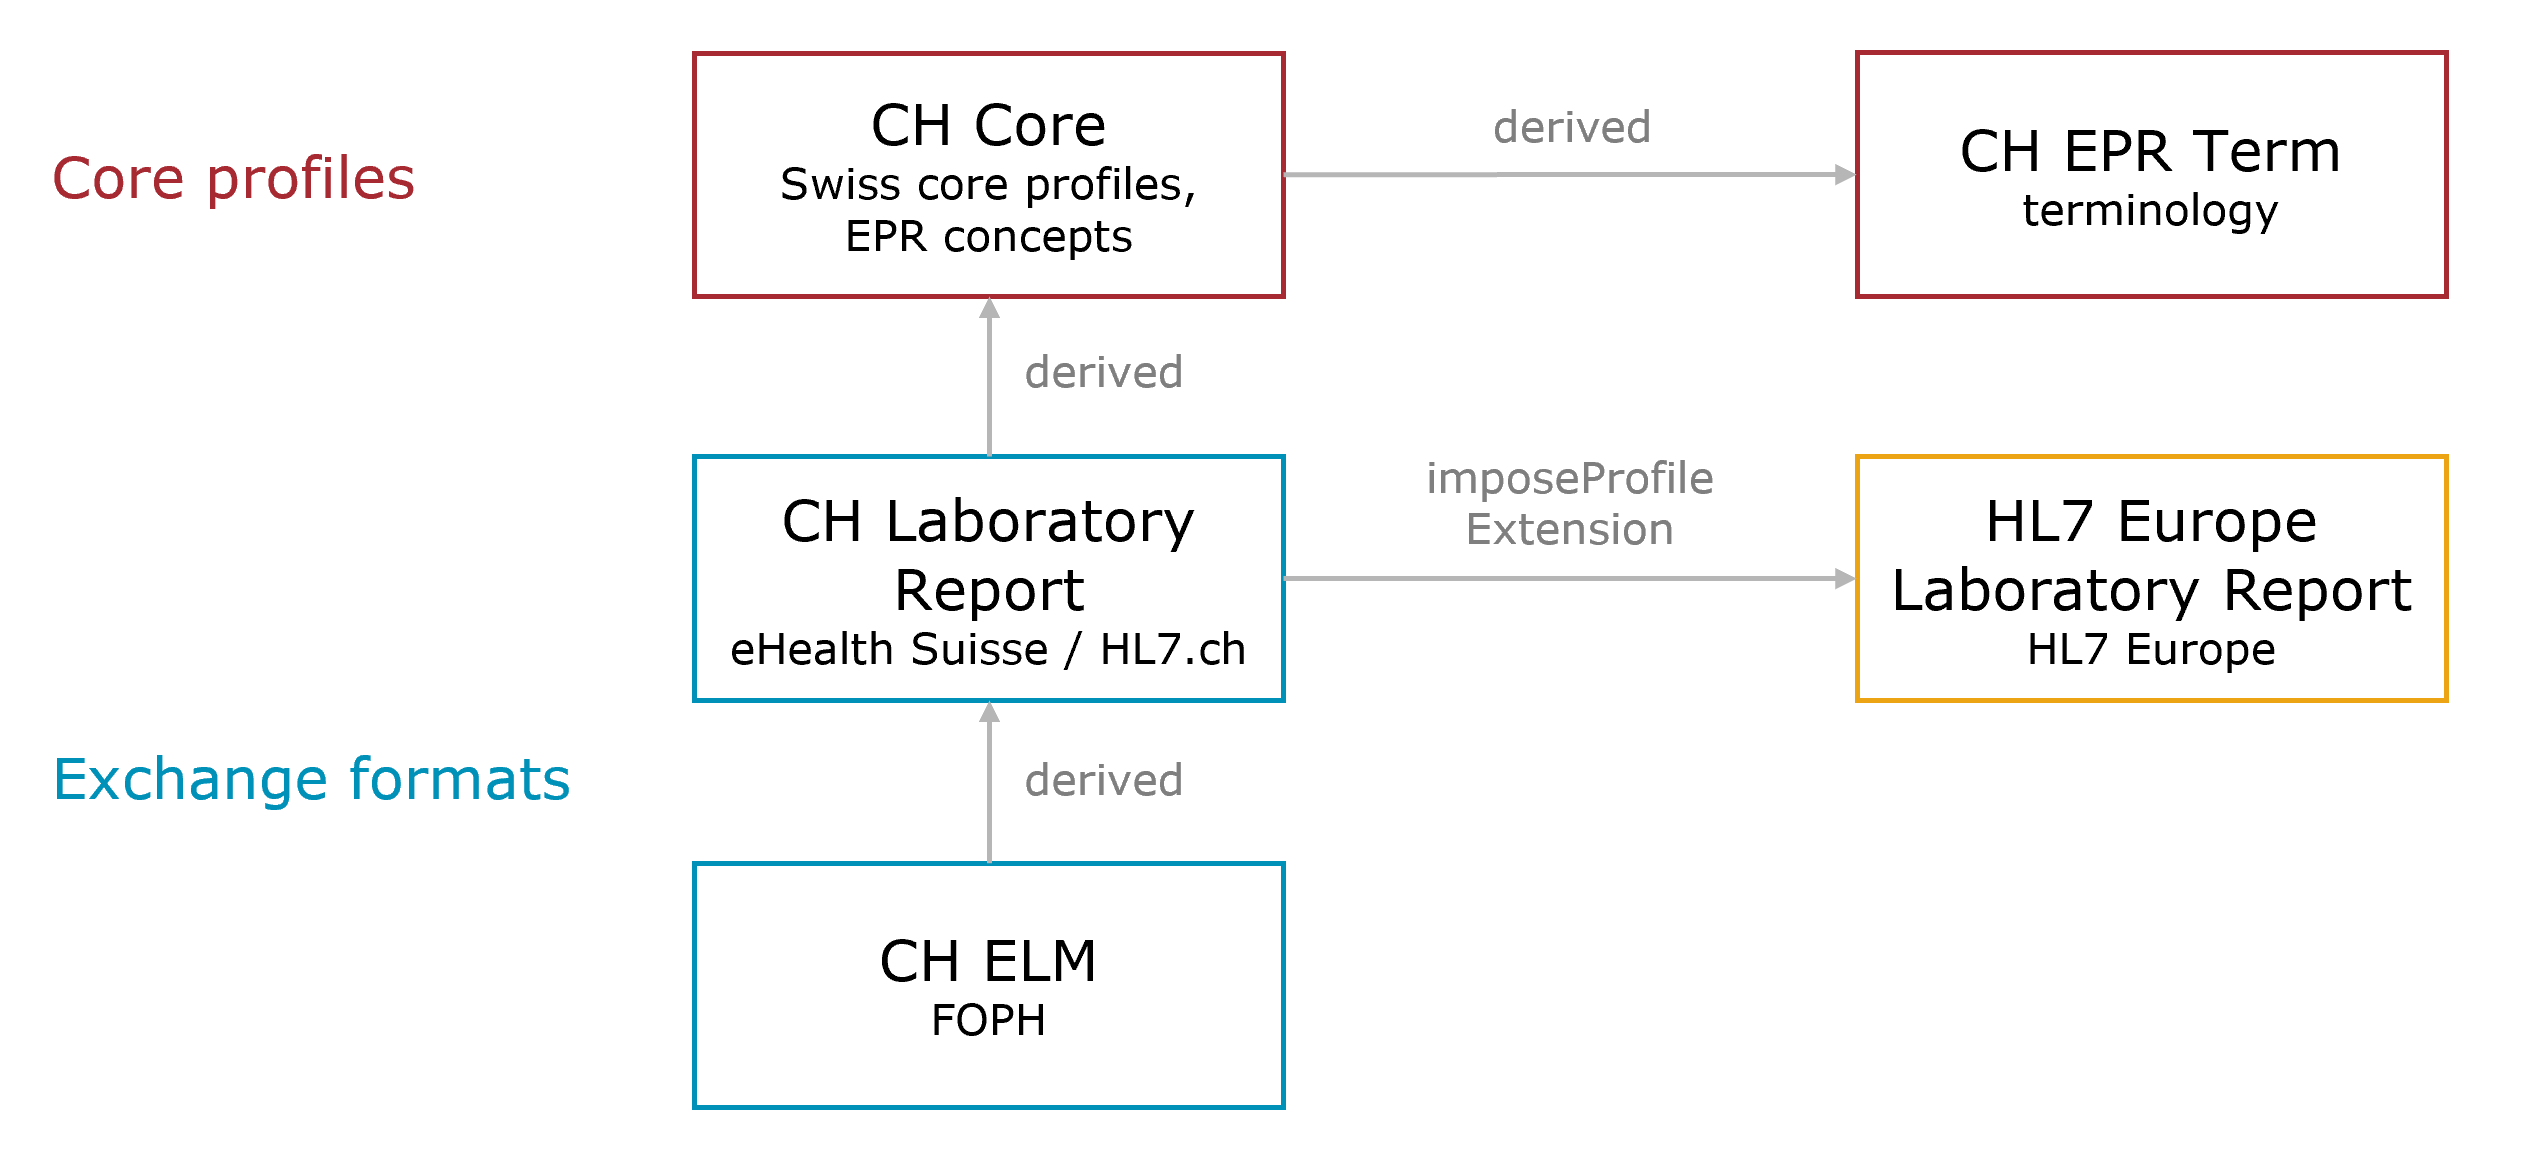 Core profiles
CH Core
Swiss core profiles,
EPR concepts
derived
CH EPR Term
terminology
derived
CH Laboratory
Report
eHealth Suisse / HL7.ch
imposeProfile
Extension
HL7 Europe
Laboratory Report
HL7 Europe
Exchange formats
derived
CH ELM
FOPH